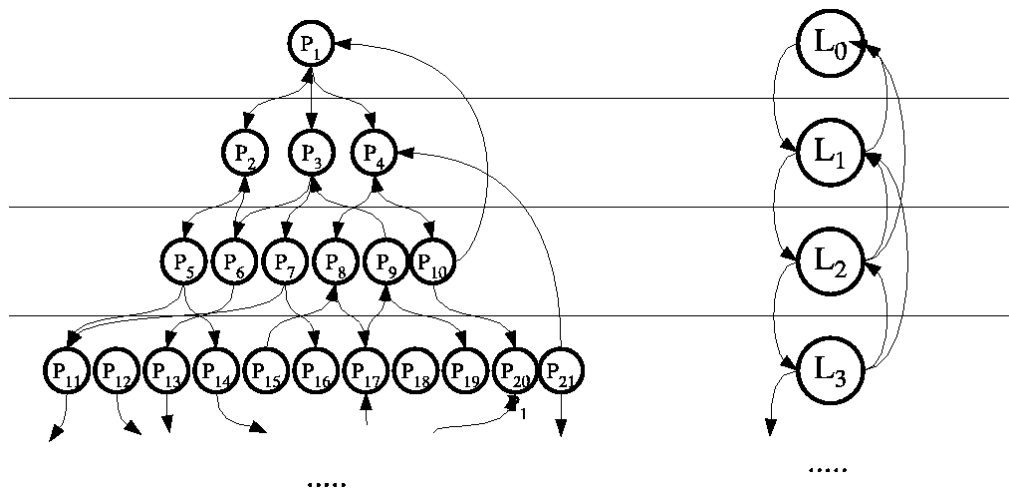 P1 L0
P2 P3 P4 L1
P5 P6 P7 P8 P9 P10 L2
P11 P12 P13 P14 P15 P16 P17 P18 P19 P20 P21 L3
P1
..... .....